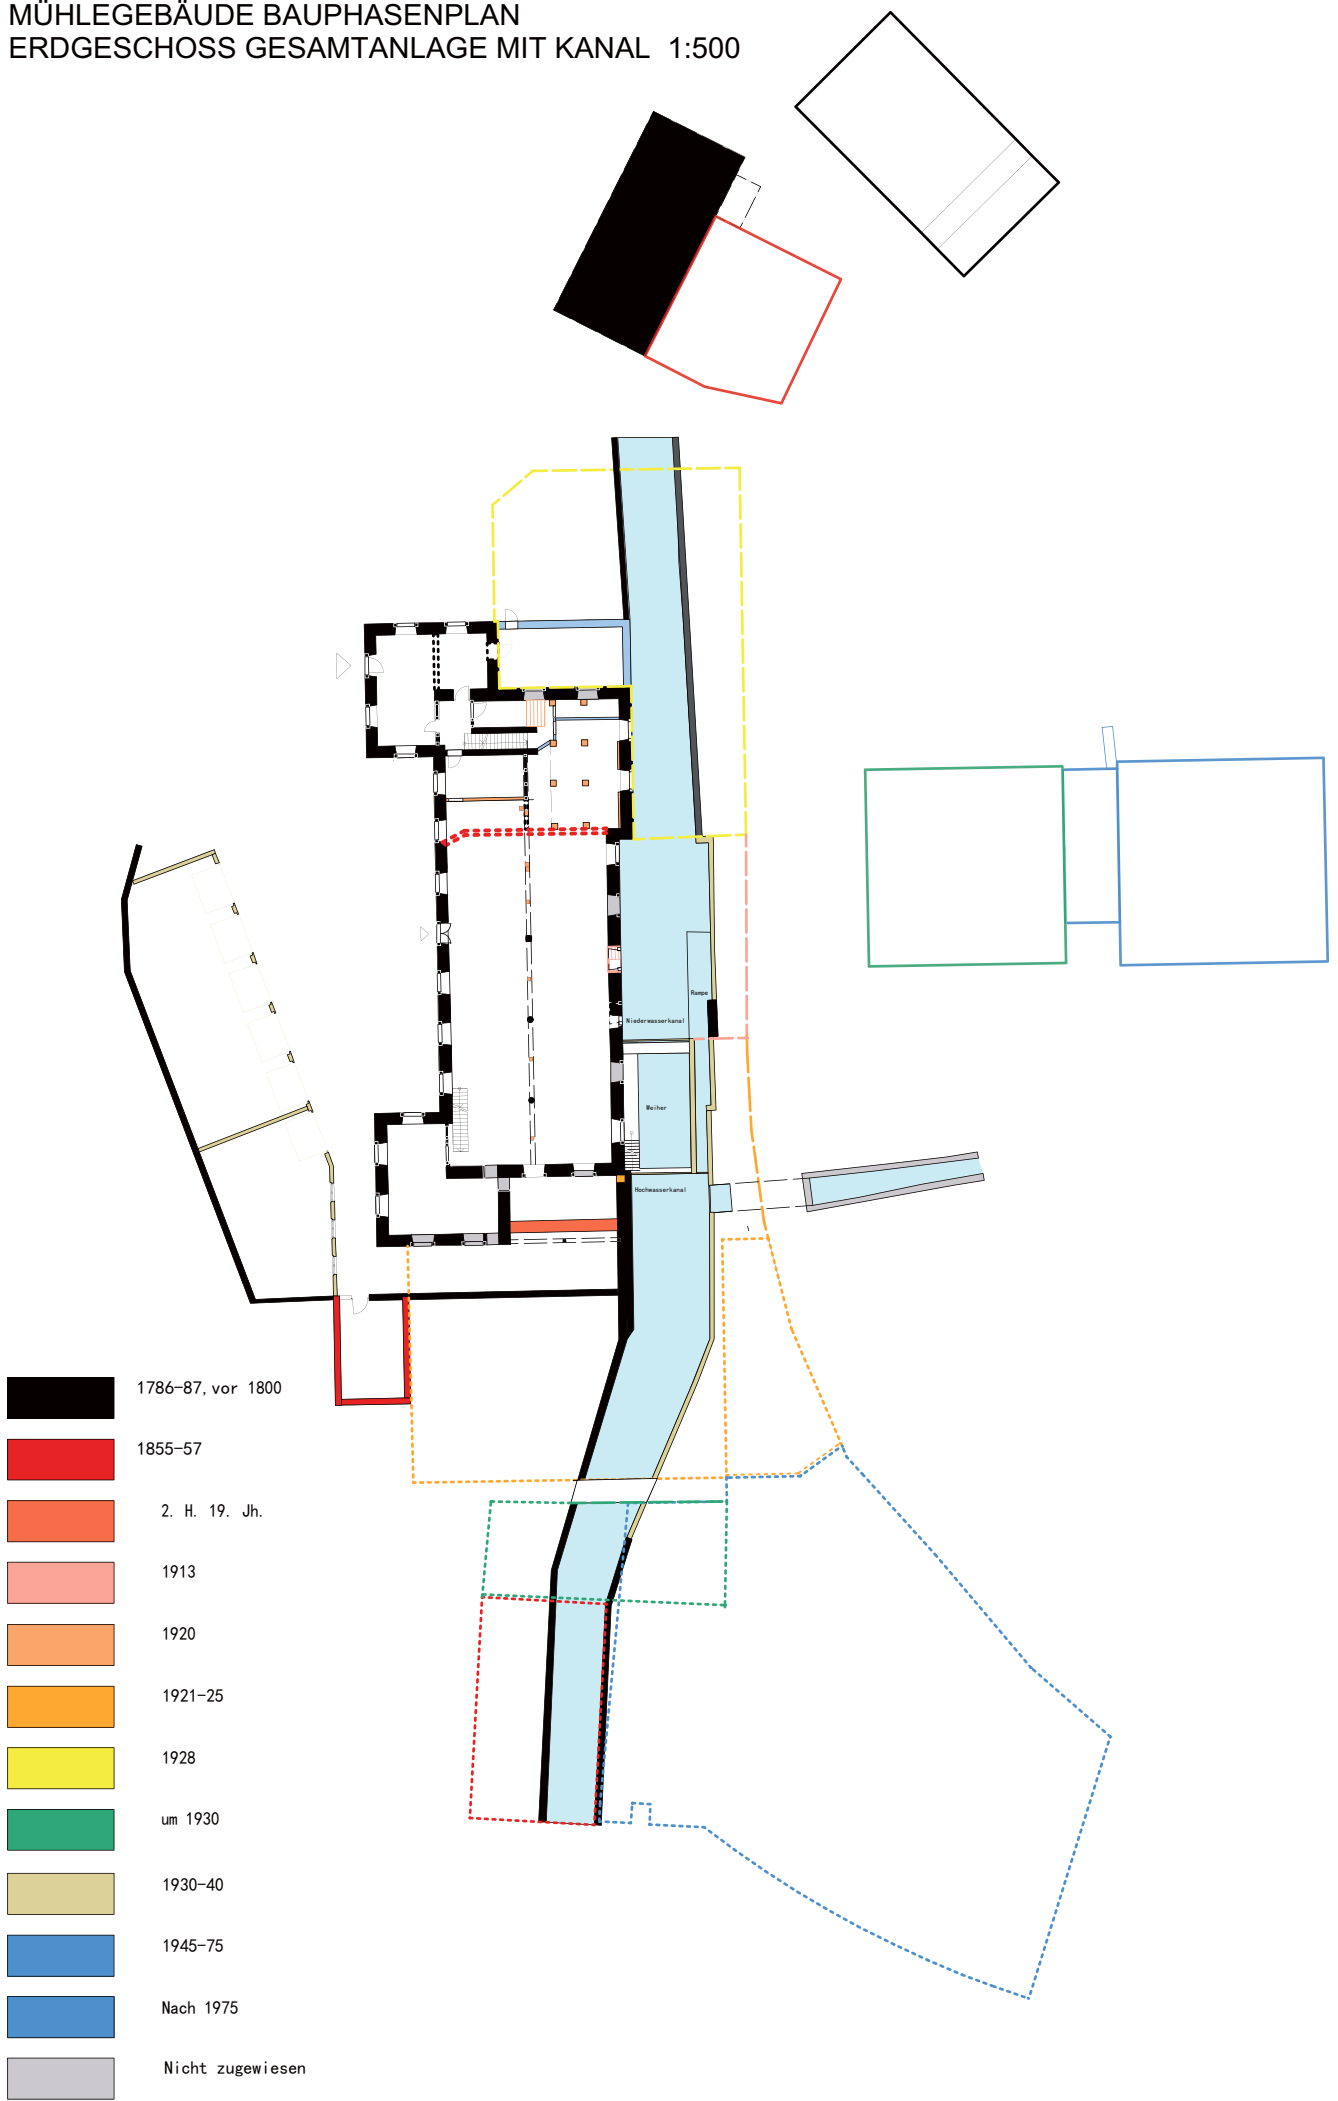 MÜHLEGEBÄUDE BAUPHASENPLAN
ERDGESCHOSS GESAMTANLAGE MIT KANAL 1:500
Rampe
Niederwasserkanal
Weiher
Hochwasserkanal
1786-87, vor 1800
1855-57
2. H. 19. Jh.
1913
1920
1921-25
1928
um 1930
1930-40
1945-75
Nach 1975
Nicht zugewiesen